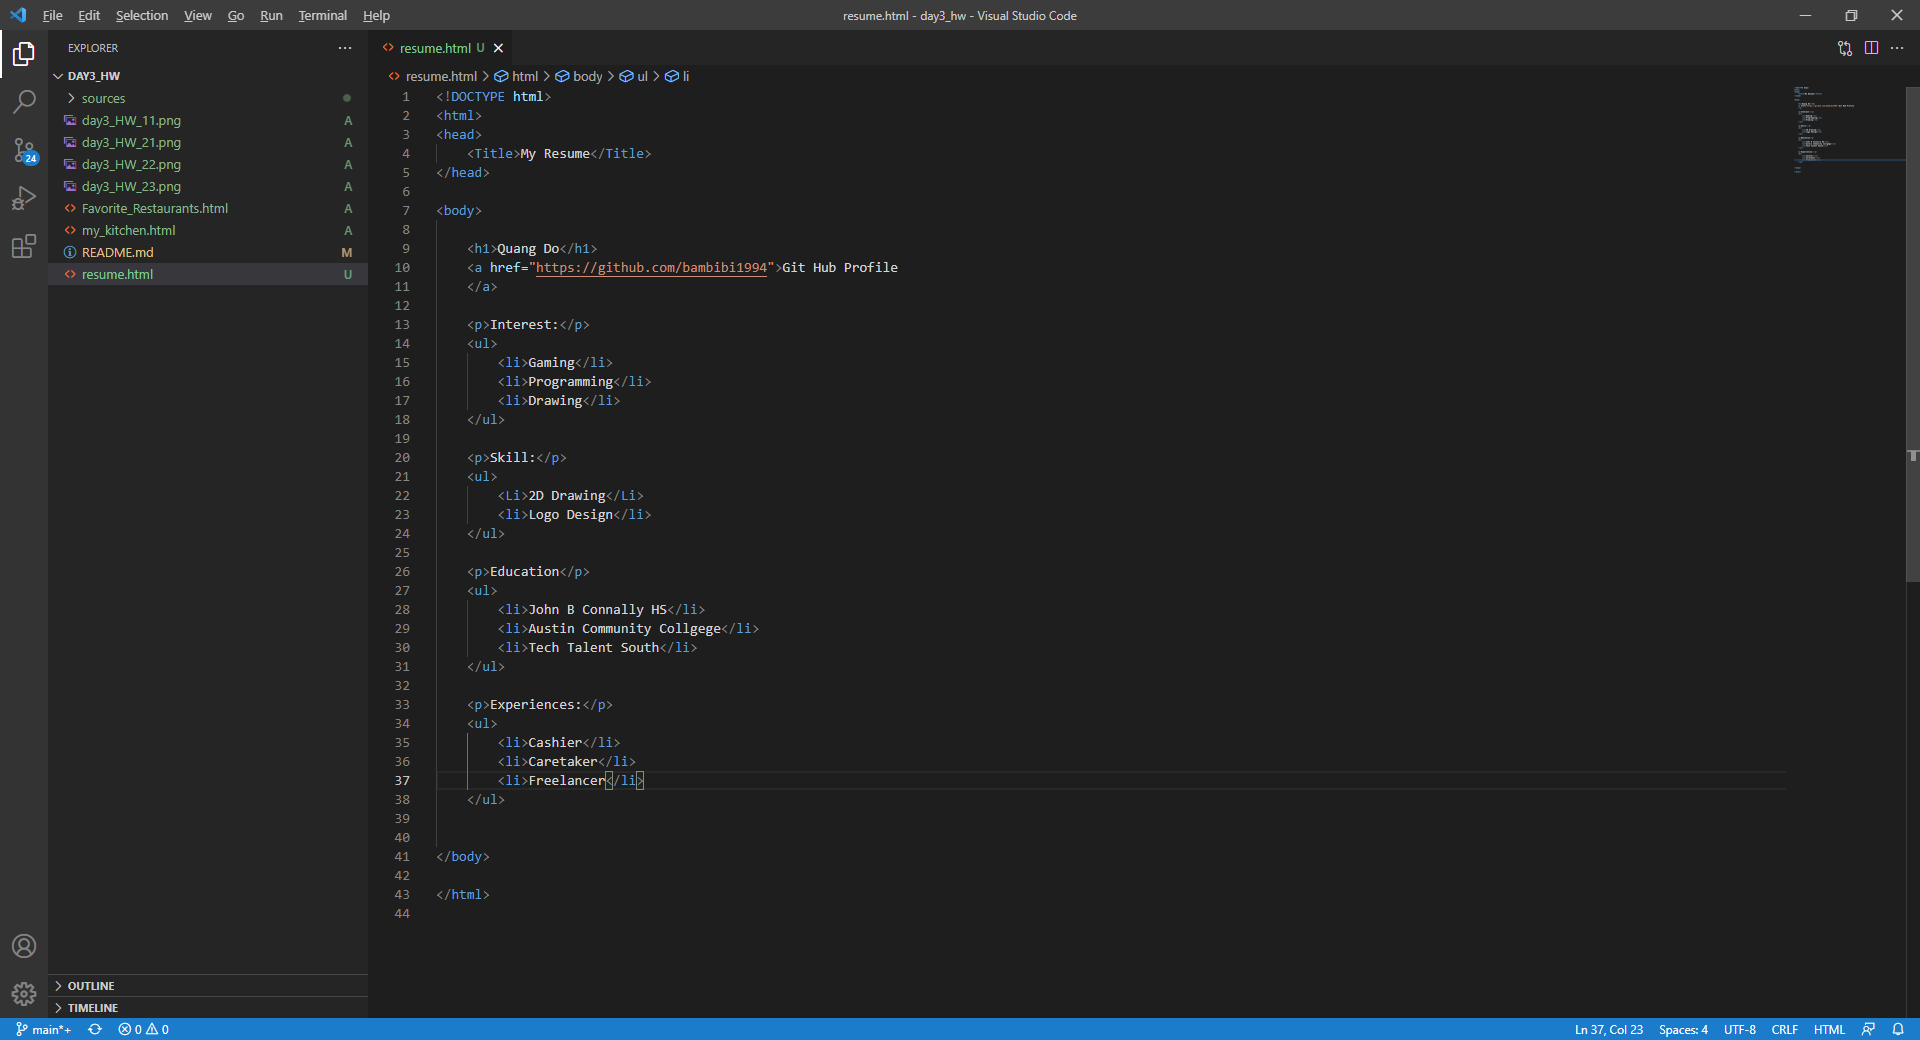 File Edit Selection View Go Run Terminal Help
resume.html - day3_hw - Visual Studio Code
EXPLORER
DAY3_HW
sources
day3_HW_11.png A
day3_HW_21.png A
day3_HW_22.png A
day3_HW_23.png A
Favorite_Restaurants.html A
my_kitchen.html A
README.md M
resume.html U
OUTLINE
TIMELINE
24
resume.html U
resume.html > html > body > ul > li
1 <!DOCTYPE html>
2 <html>
3 <head>
4 <Title>My Resume</Title>
5 </head>
6
7 <body>
8
9 <h1>Quang Do</h1>
10 <a href="https://github.com/bambibi1994">Git Hub Profile
11 </a>
12
13 <p>Interest:</p>
14 <ul>
15 <li>Gaming</li>
16 <li>Programming</li>
17 <li>Drawing</li>
18 </ul>
19
20 <p>Skill:</p>
21 <ul>
22 <Li>2D Drawing</Li>
23 <li>Logo Design</li>
24 </ul>
25
26 <p>Education</p>
27 <ul>
28 <li>John B Connally HS</li>
29 <li>Austin Community Collgege</li>
30 <li>Tech Talent South</li>
31 </ul>
32
33 <p>Experiences:</p>
34 <ul>
35 <li>Cashier</li>
36 <li>Caretaker</li>
37 <li>Freelancer</li>
38 </ul>
39
40
41 </body>
42
43 </html>
44
main*+ 0 0 Ln 37, Col 23 Spaces: 4 UTF-8 CRLF HTML